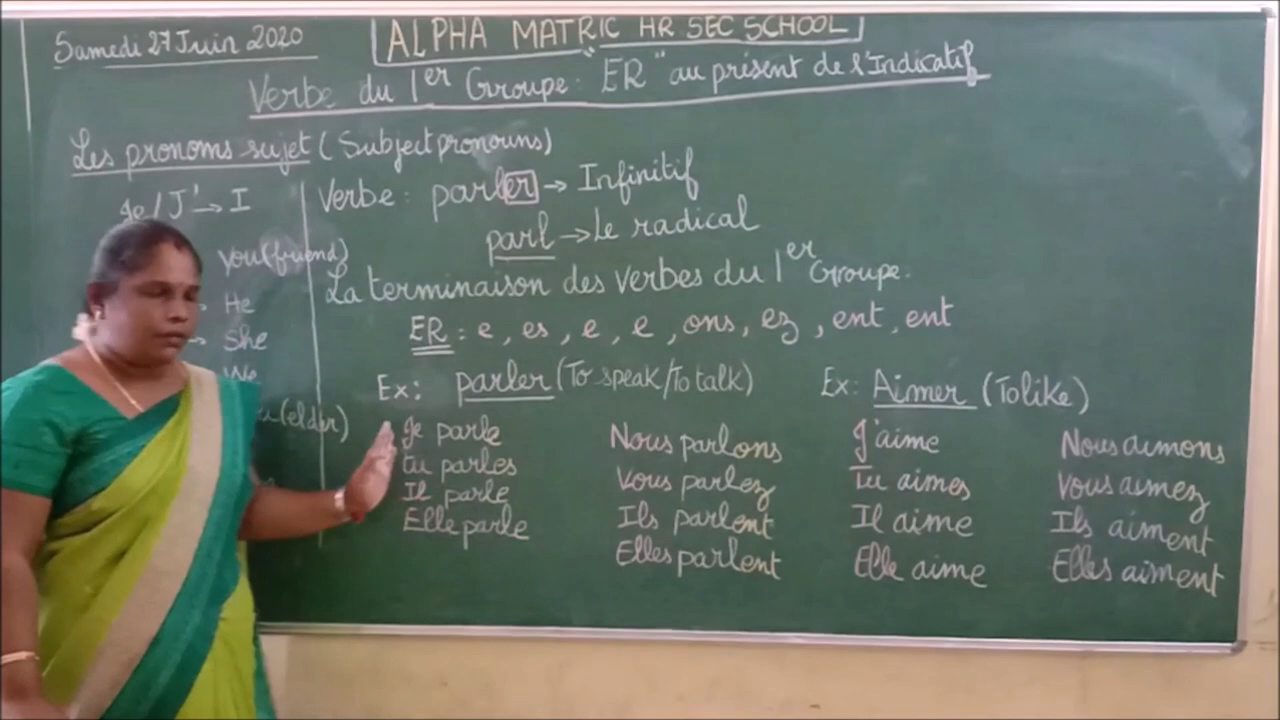 Samedi 27 Juin 2020
ALPHA MATRIC HR SEC SCHOOL
Verbe du 1er Groupe: "ER" au présent de l'Indicatif
Les pronoms sujet (Subject pronouns)
Je/J' → I
you(friend)
He
She
We
(elder)
Verbe: parler → Infinitif
parl → Le radical
La terminaison des verbes du 1er Groupe.
ER: e, es, e, e, ons, ez, ent, ent
Ex: parler (To speak/To talk)
Je parle
tu parles
Il parle
Elle parle
Nous parlons
Vous parlez
Ils parlent
Elles parlent
Ex: Aimer (To like)
J'aime
Tu aimes
Il aime
Elle aime
Nous aimons
Vous aimez
Ils aiment
Elles aiment